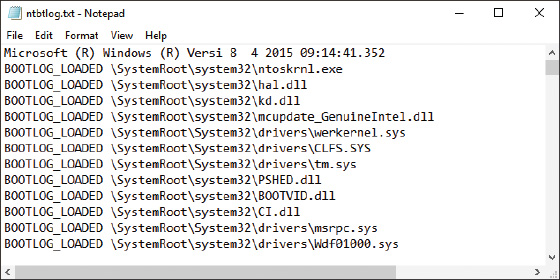 ntbtlog.txt - Notepad
File Edit Format View Help
Microsoft (R) Windows (R) Versi 8  4 2015 09:14:41.352
BOOTLOG_LOADED \SystemRoot\system32\ntoskrnl.exe
BOOTLOG_LOADED \SystemRoot\system32\hal.dll
BOOTLOG_LOADED \SystemRoot\system32\kd.dll
BOOTLOG_LOADED \SystemRoot\system32\mcupdate_GenuineIntel.dll
BOOTLOG_LOADED \SystemRoot\System32\drivers\werkernel.sys
BOOTLOG_LOADED \SystemRoot\System32\drivers\CLFS.SYS
BOOTLOG_LOADED \SystemRoot\System32\drivers\tm.sys
BOOTLOG_LOADED \SystemRoot\system32\PSHED.dll
BOOTLOG_LOADED \SystemRoot\system32\BOOTVID.dll
BOOTLOG_LOADED \SystemRoot\system32\CI.dll
BOOTLOG_LOADED \SystemRoot\System32\drivers\msrpc.sys
BOOTLOG_LOADED \SystemRoot\system32\drivers\Wdf01000.sys